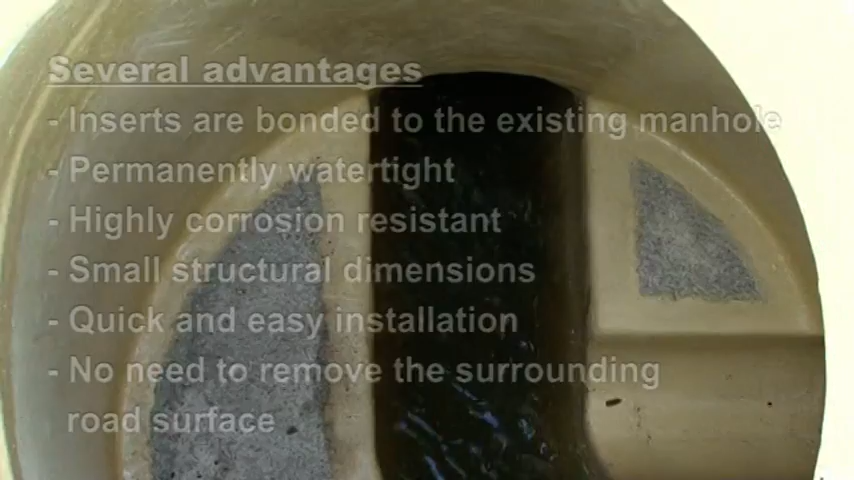 Several advantages
- Inserts are bonded to the existing manhole
- Permanently watertight
- Highly corrosion resistant
- Small structural dimensions
- Quick and easy installation
- No need to remove the surrounding
road surface